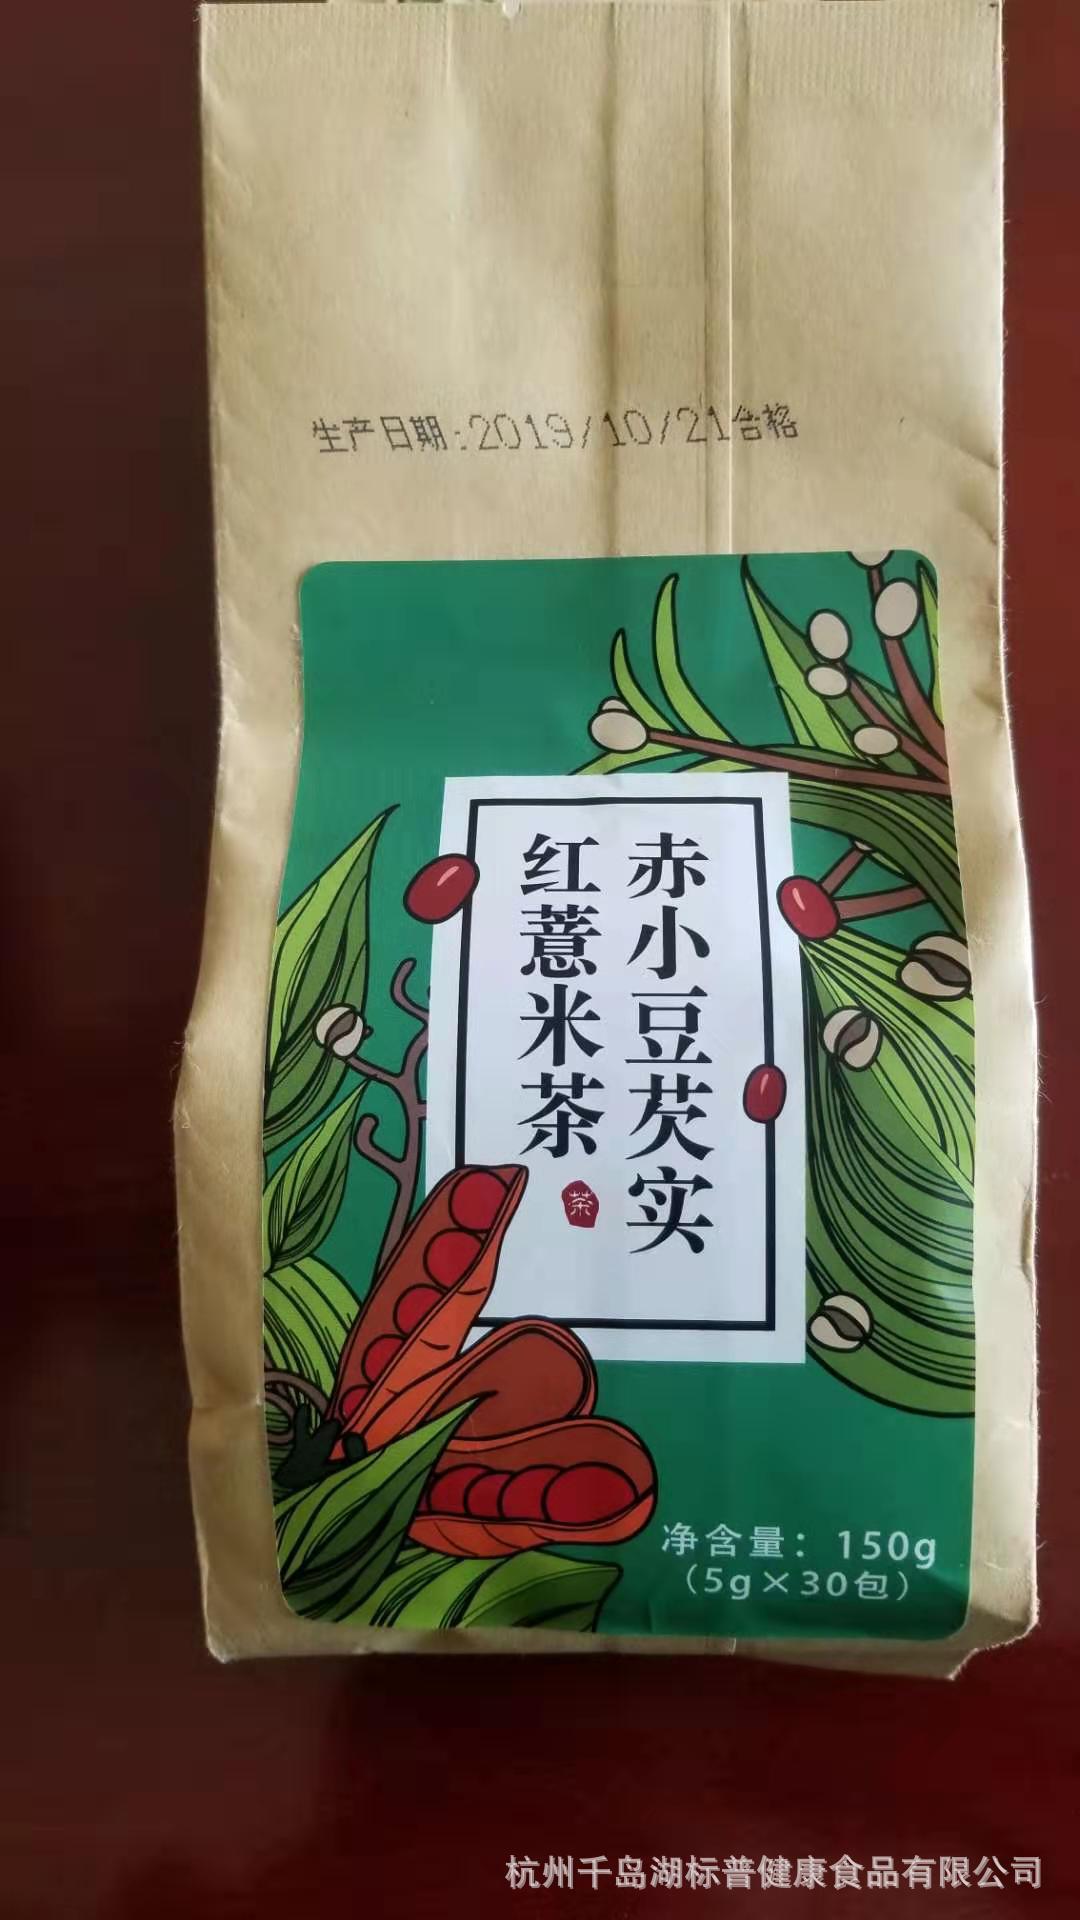 生产日期:2019/10/21合格
赤小豆芡实
红薏米茶
茶
净含量：150g
（5g×30包）
杭州千岛湖标普健康食品有限公司